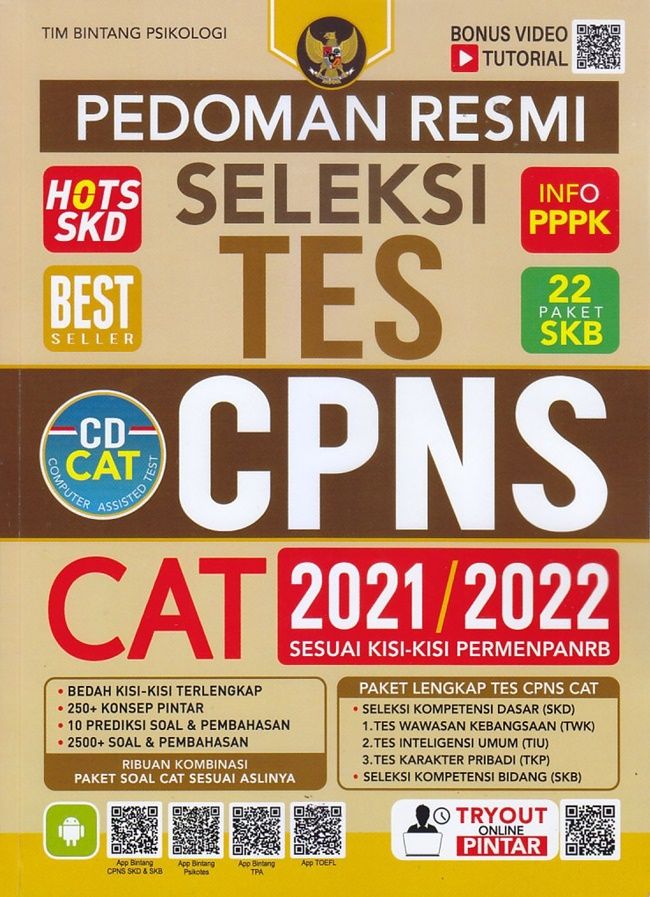 TIM BINTANG PSIKOLOGI
BONUS VIDEO
TUTORIAL
PEDOMAN RESMI
HOTS
SKD
SELEKSI
INFO
PPPK
BEST
SELLER
TES
22
PAKET
SKB
CD
CAT
COMPUTER ASSISTED TEST
CPNS
CAT
2021/2022
SESUAI KISI-KISI PERMENPANRB
• BEDAH KISI-KISI TERLENGKAP
• 250+ KONSEP PINTAR
• 10 PREDIKSI SOAL & PEMBAHASAN
• 2500+ SOAL & PEMBAHASAN
RIBUAN KOMBINASI
PAKET SOAL CAT SESUAI ASLINYA
PAKET LENGKAP TES CPNS CAT
• SELEKSI KOMPETENSI DASAR (SKD)
1.TES WAWASAN KEBANGSAAN (TWK)
2.TES INTELIGENSI UMUM (TIU)
3.TES KARAKTER PRIBADI (TKP)
• SELEKSI KOMPETENSI BIDANG (SKB)
App Bintang
CPNS SKD & SKB
App Bintang
Psikotes
App Bintang
TPA
App TOEFL
TRYOUT
ONLINE
PINTAR